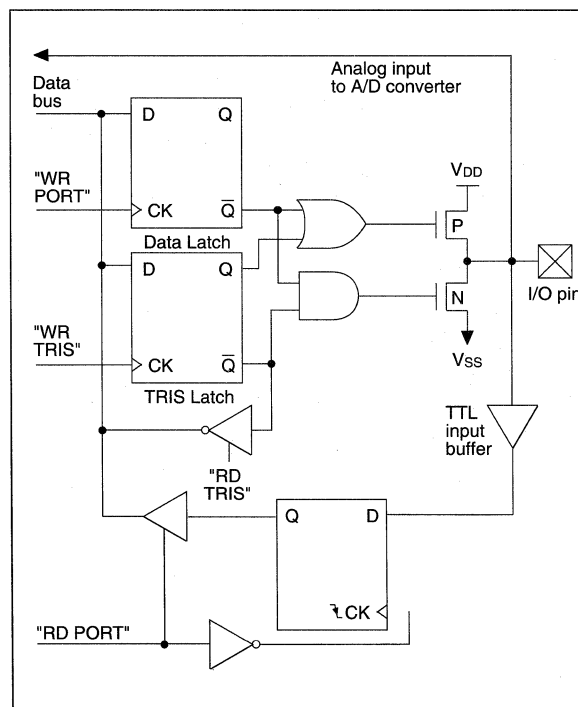 Analog input
to A/D converter
Data
bus
D Q
"WR
PORT"
CK Q̅
Data Latch
VDD
P
D Q
N
I/O pin
"WR
TRIS"
CK Q̅
TRIS Latch
VSS
TTL
input
buffer
"RD
TRIS"
Q D
CK
"RD PORT"